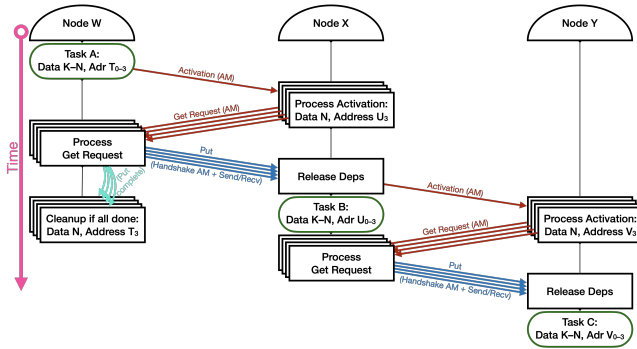 Node W
Node X
Node Y
Time
Task A:
Data K–N, Adr T₀₋₃
Activation (AM)
Process Activation:
Data N, Address U₃
Get Request (AM)
Process
Get Request
Put
(Handshake AM + Send/Recv)
(Put
complete)
Release Deps
Activation (AM)
Cleanup if all done:
Data N, Address T₃
Task B:
Data K–N, Adr U₀₋₃
Process Activation:
Data N, Address V₃
Get Request (AM)
Process
Get Request
Put
(Handshake AM + Send/Recv)
Release Deps
Task C:
Data K–N, Adr V₀₋₃